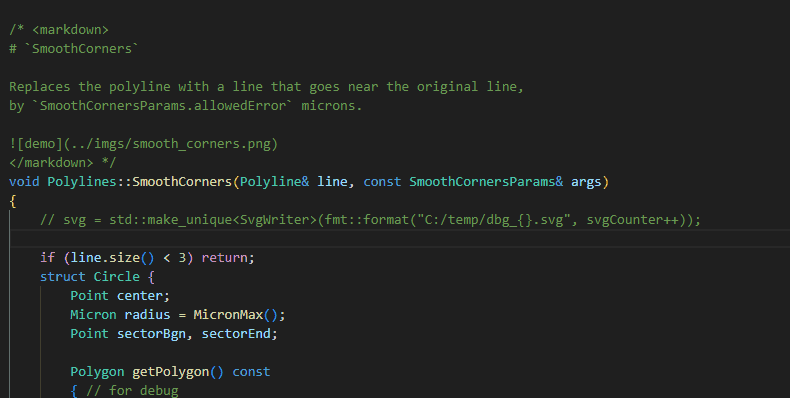 /* <markdown>
# `SmoothCorners`
Replaces the polyline with a line that goes near the original line,
by `SmoothCornersParams.allowedError` microns.
![demo](../imgs/smooth_corners.png)
</markdown> */
void Polylines::SmoothCorners(Polyline& line, const SmoothCornersParams& args)
{
// svg = std::make_unique<SvgWriter>(fmt::format("C:/temp/dbg_{}.svg", svgCounter++));
if (line.size() < 3) return;
struct Circle {
Point center;
Micron radius = MicronMax();
Point sectorBgn, sectorEnd;
Polygon getPolygon() const
{ // for debug